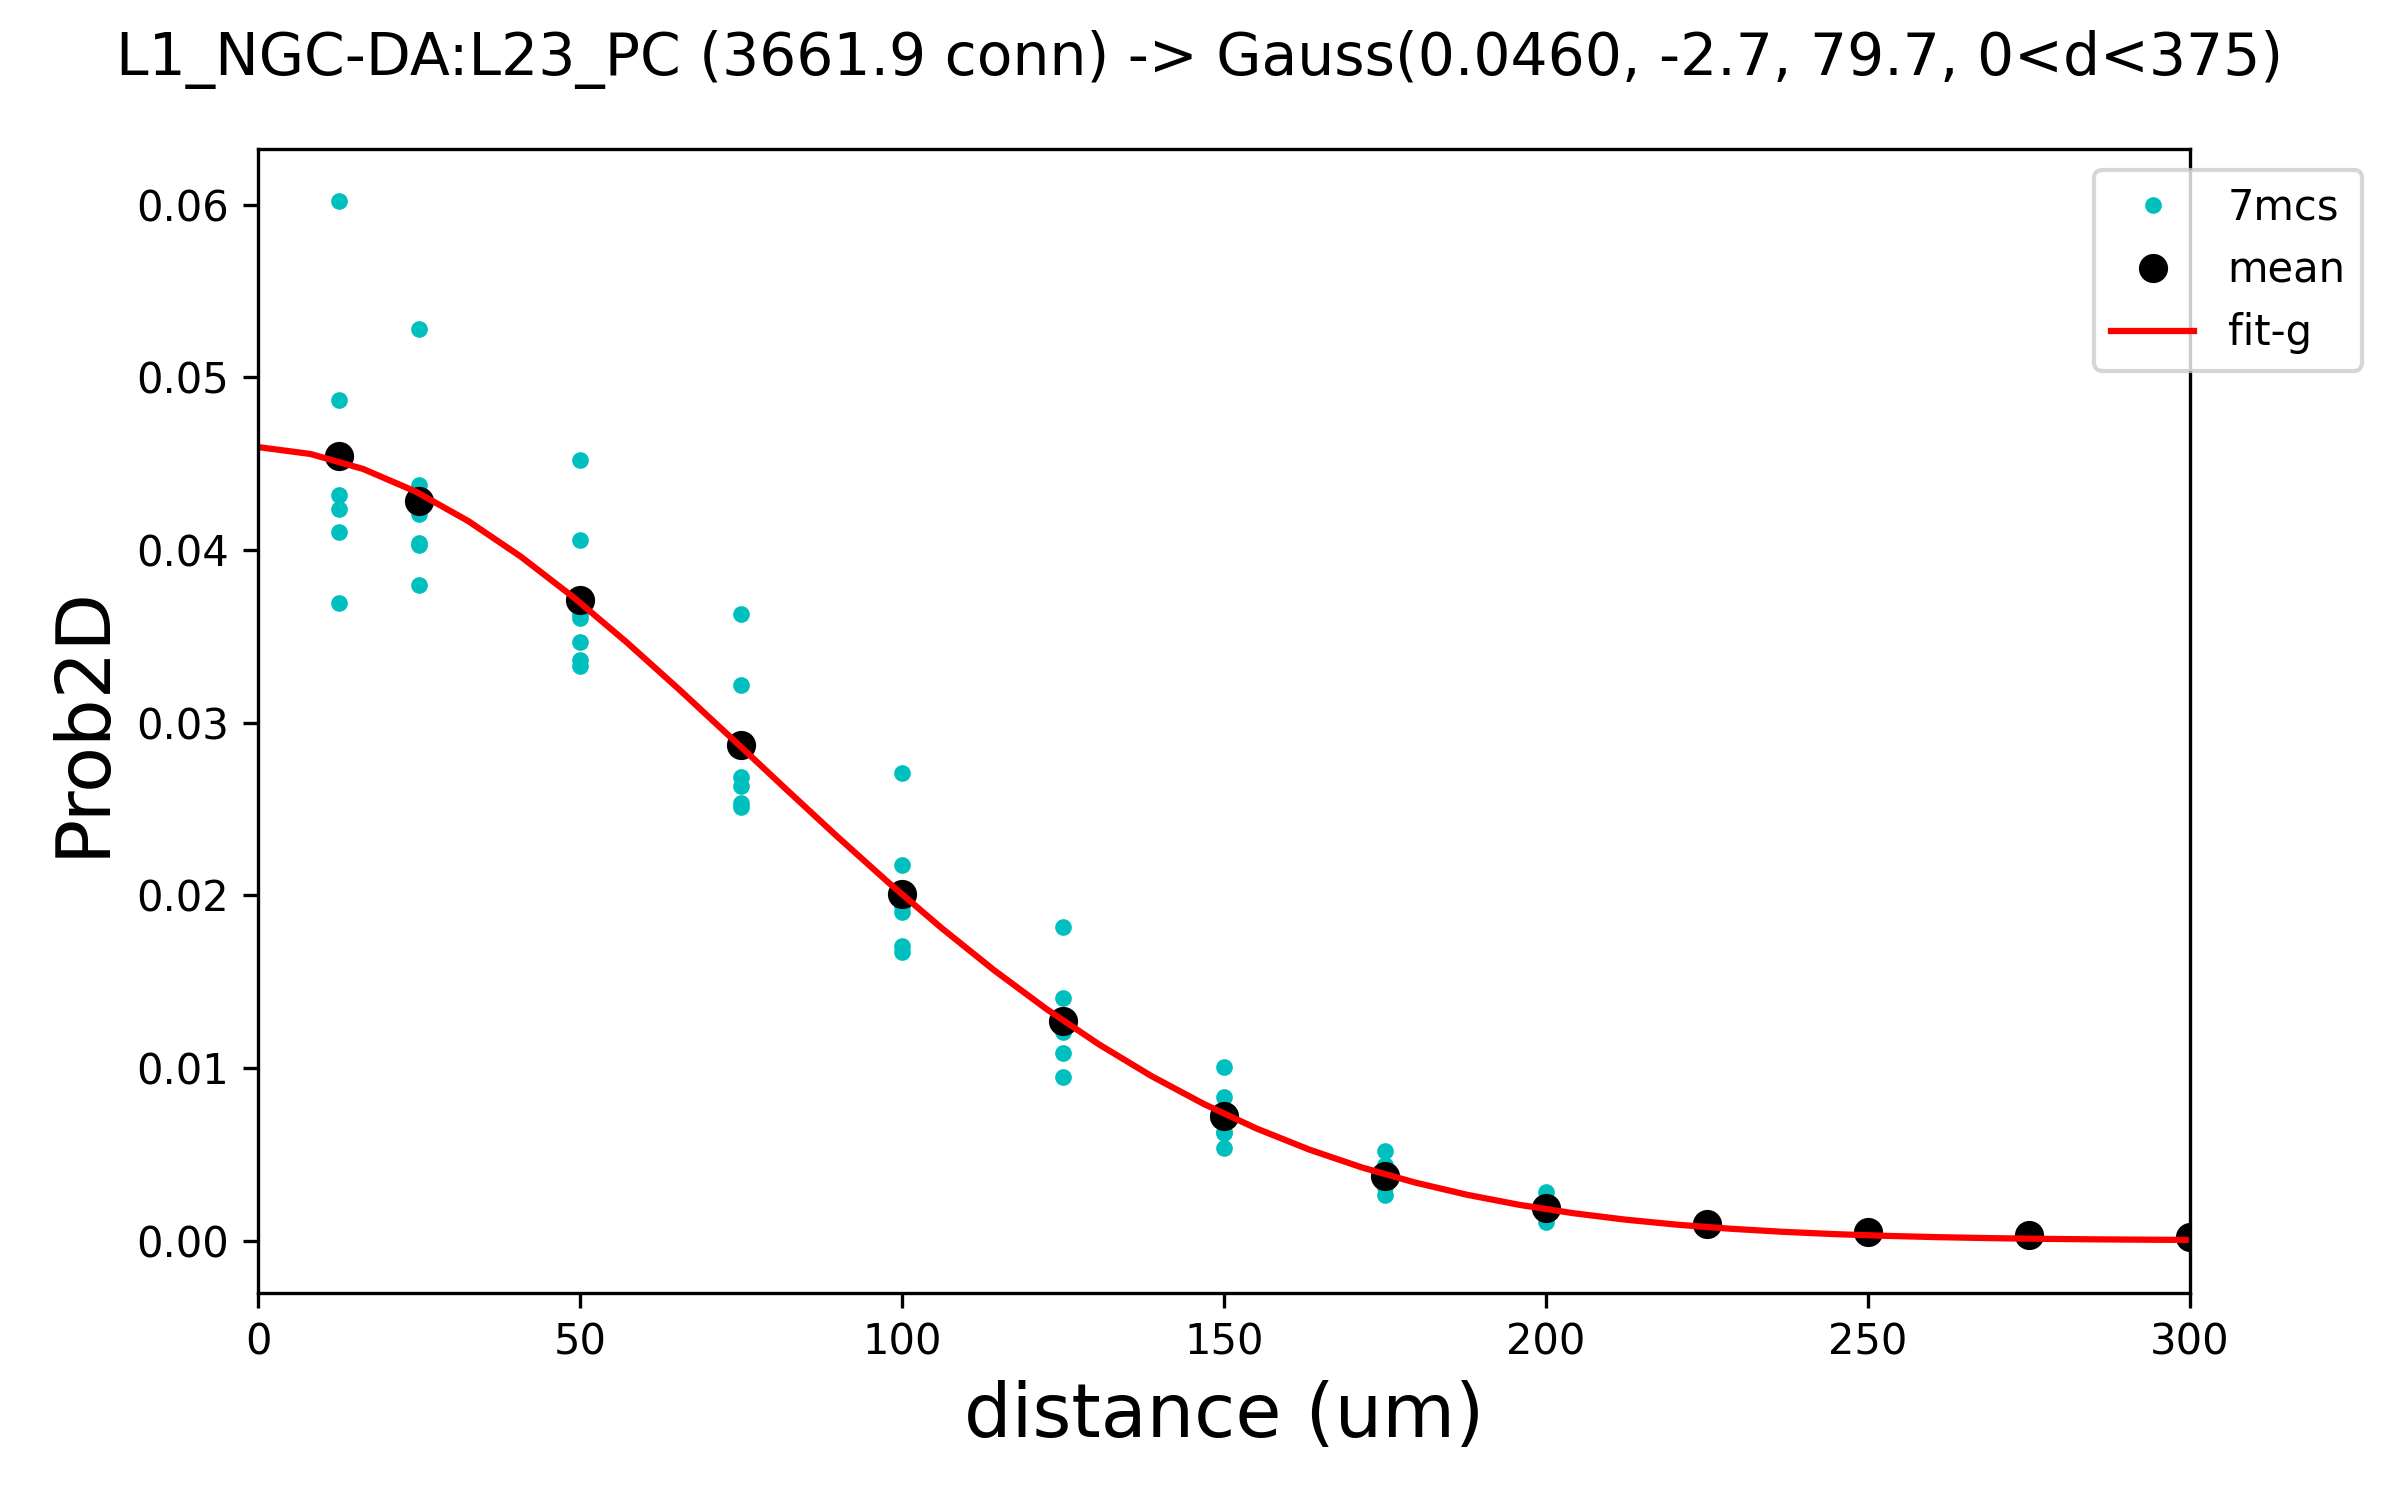 L1_NGC-DA:L23_PC (3661.9 conn) -> Gauss(0.0460, -2.7, 79.7, 0<d<375)
7mcs
mean
fit-g
Prob2D
0.06
0.05
0.04
0.03
0.02
0.01
0.00
0 50 100 150 200 250 300
distance (um)